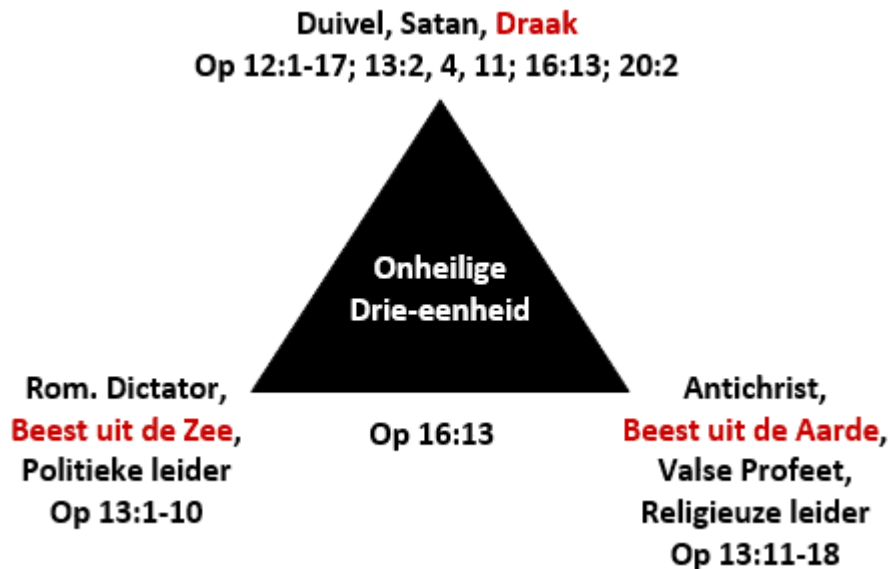 Duivel, Satan, Draak
Op 12:1-17; 13:2, 4, 11; 16:13; 20:2
Onheilige
Drie-eenheid
Rom. Dictator,
Beest uit de Zee,
Politieke leider
Op 13:1-10
Op 16:13
Antichrist,
Beest uit de Aarde,
Valse Profeet,
Religieuze leider
Op 13:11-18